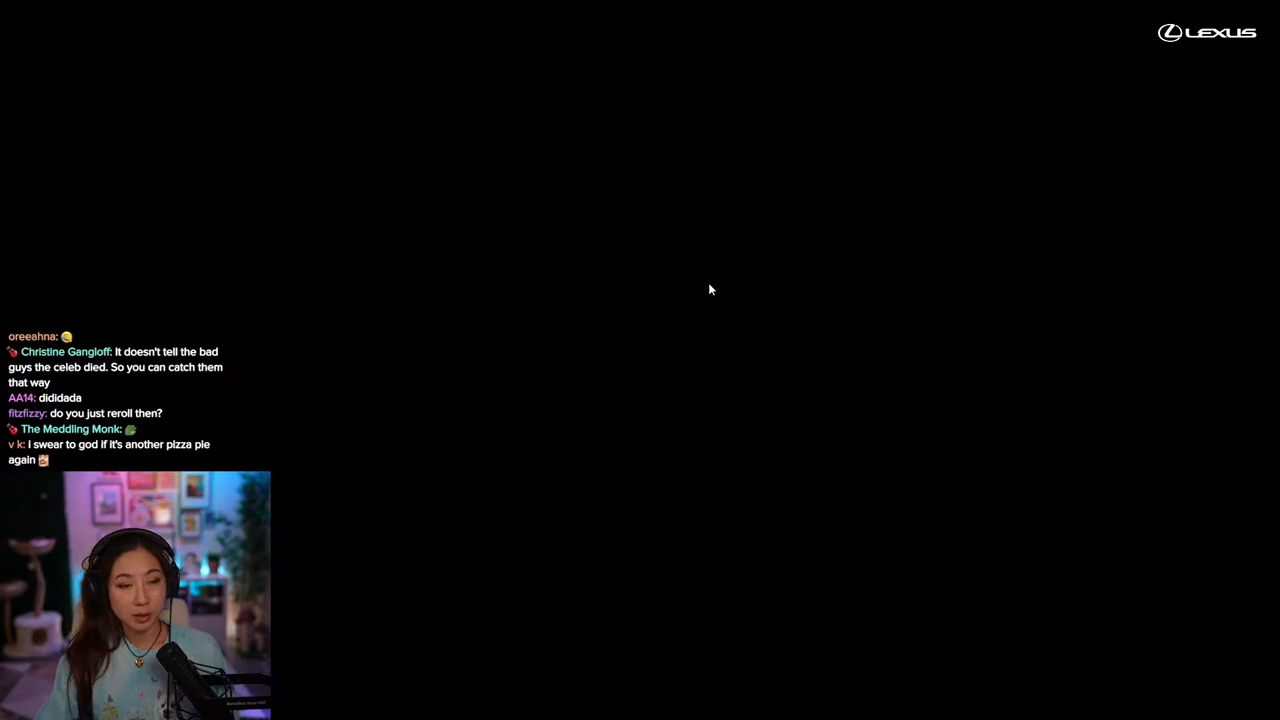 LEXUS
oreeahna:
Christine Gangloff: It doesn't tell the bad
guys the celeb died. So you can catch them
that way
AA14: dididada
fitzfizzy: do you just reroll then?
The Meddling Monk:
v k: I swear to god if it's another pizza pie
again